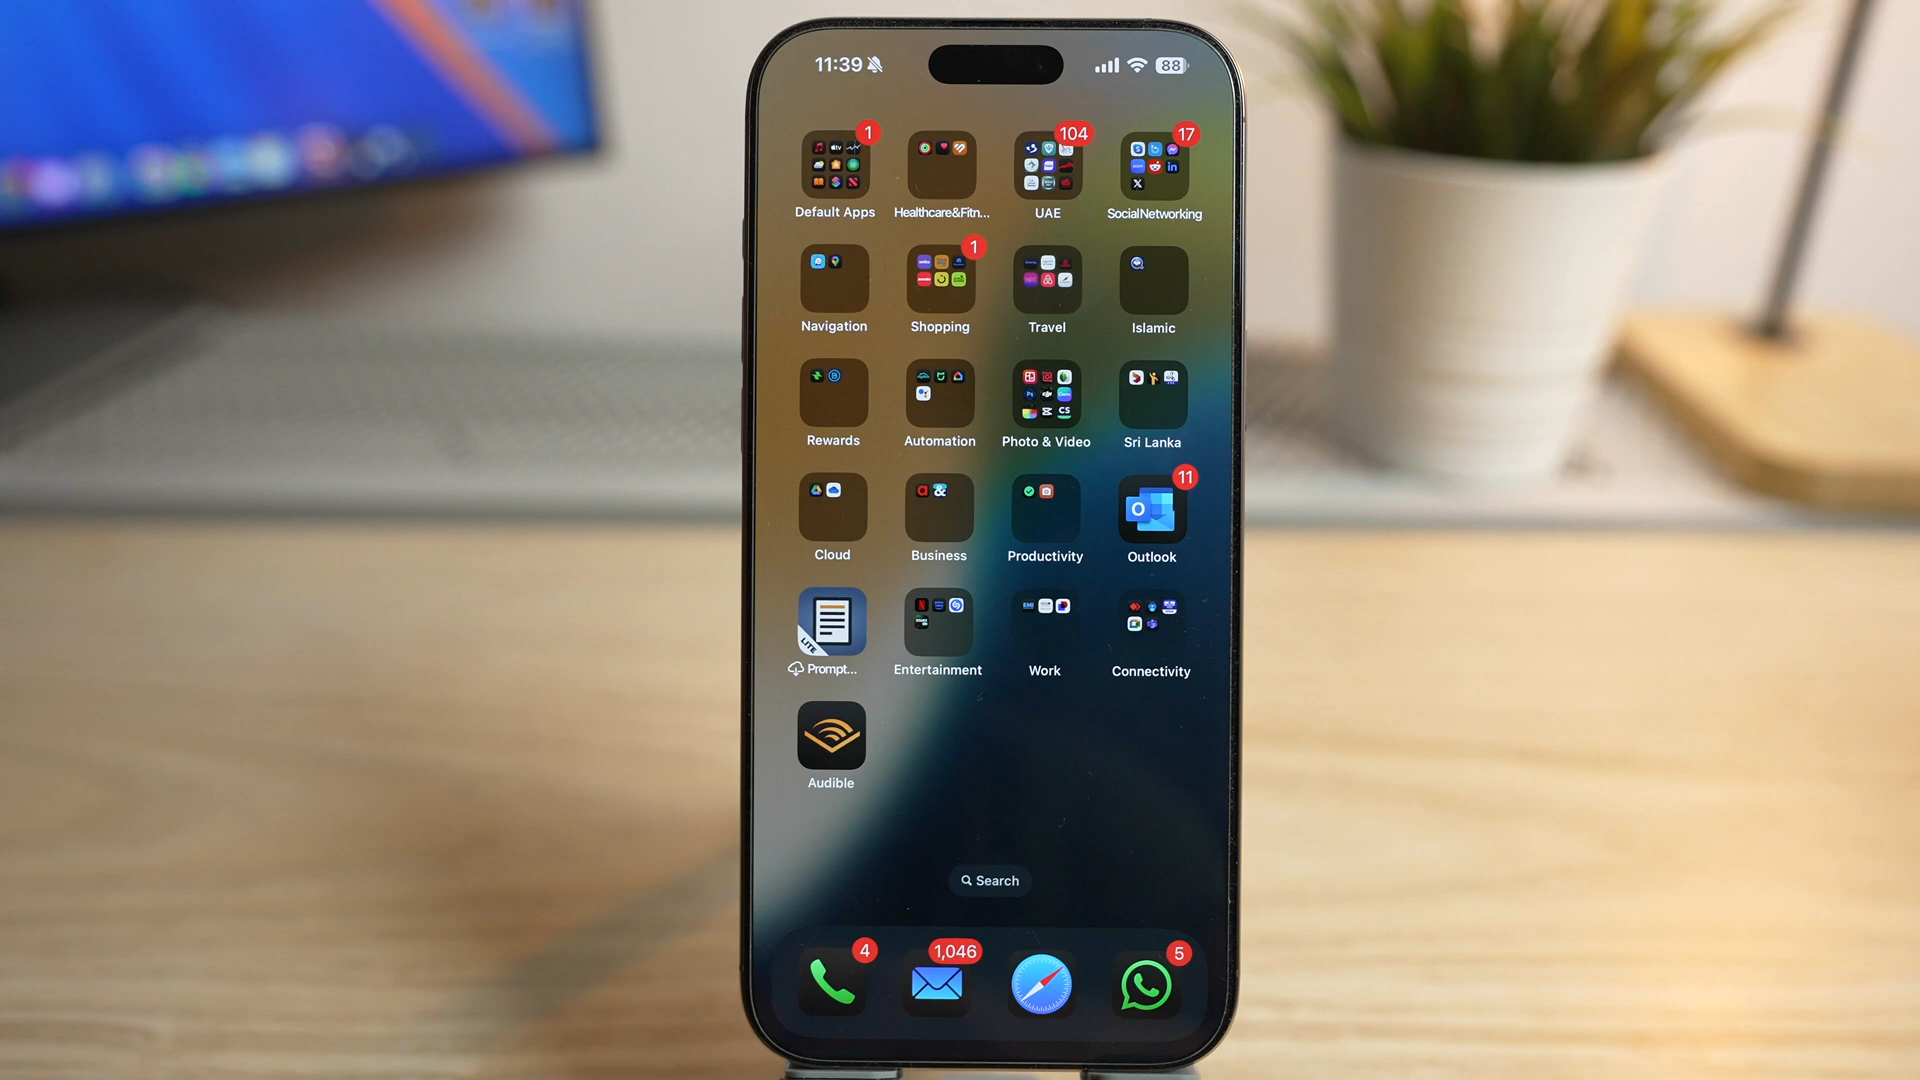 11:39 88
1 104 17
Default Apps Healthcare&Fitn... UAE SocialNetworking
1
Navigation Shopping Travel Islamic
Rewards Automation Photo & Video Sri Lanka
11
Cloud Business Productivity Outlook
LITE
Prompt... Entertainment Work Connectivity
Audible
Search
4 1,046 5